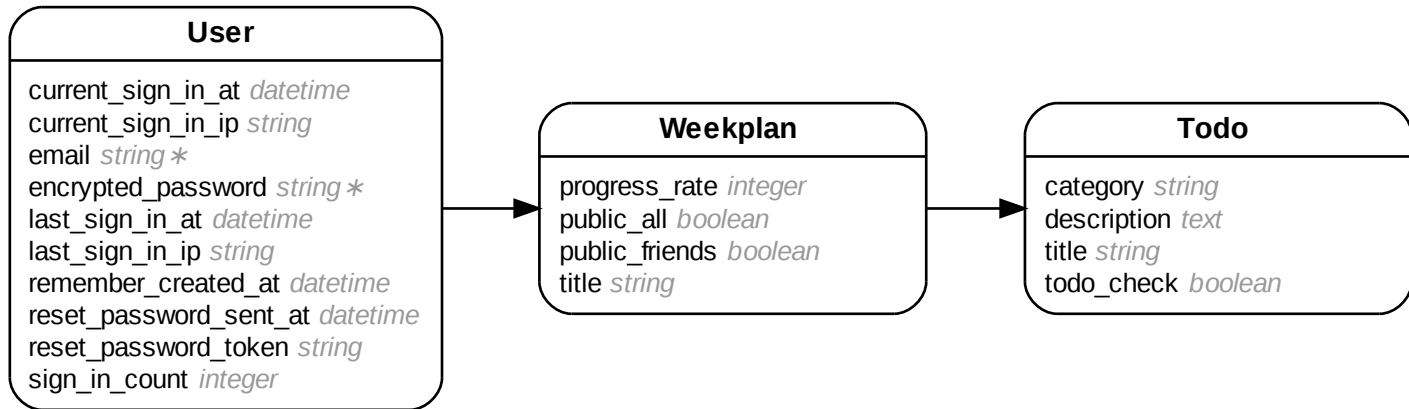 User
current_sign_in_at datetime
current_sign_in_ip string
email string∗
encrypted_password string∗
last_sign_in_at datetime
last_sign_in_ip string
remember_created_at datetime
reset_password_sent_at datetime
reset_password_token string
sign_in_count integer
Weekplan
progress_rate integer
public_all boolean
public_friends boolean
title string
Todo
category string
description text
title string
todo_check boolean